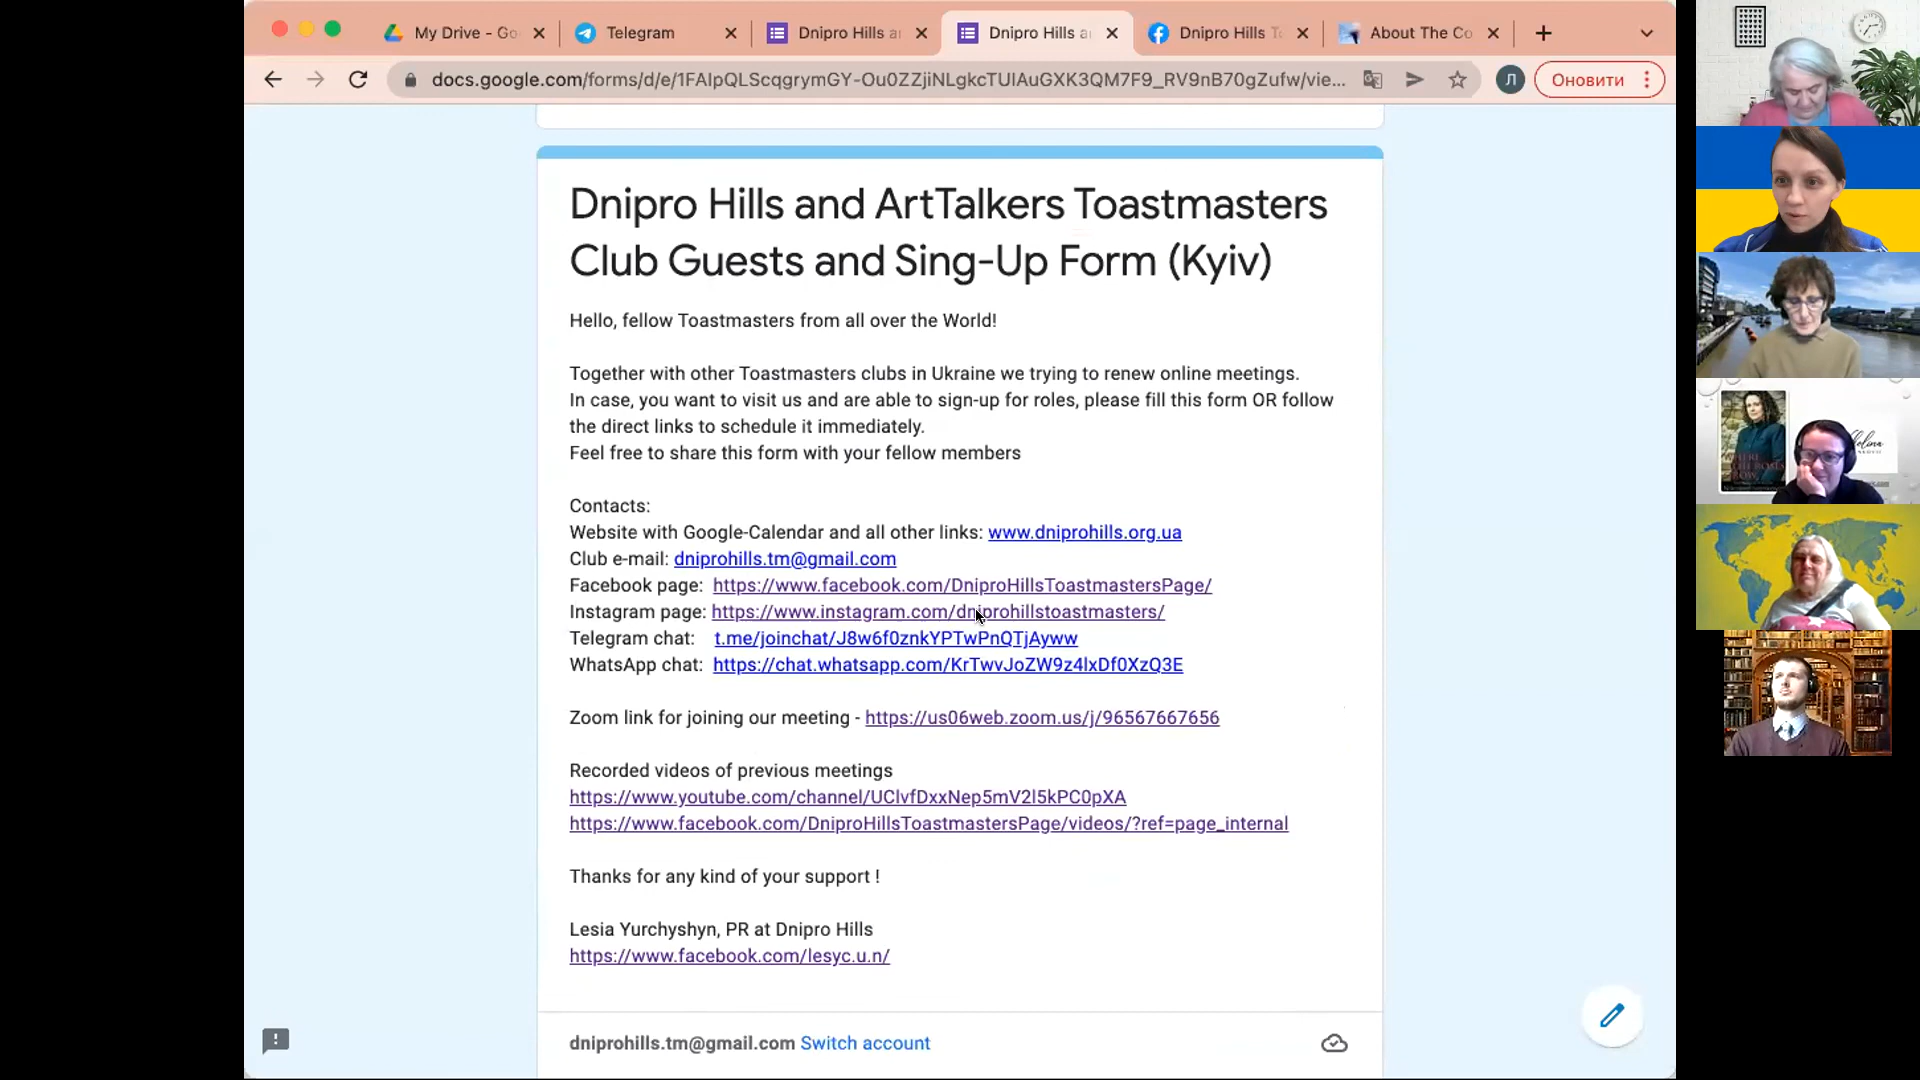 My Drive - Go
Telegram
Dnipro Hills a
Dnipro Hills a
Dnipro Hills T
About The Co
docs.google.com/forms/d/e/1FAIpQLScqgrymGY-Ou0ZZjiNLgkcTUIAuGXK3QM7F9_RV9nB70gZufw/vie...
Л
Оновити
Dnipro Hills and ArtTalkers Toastmasters
Club Guests and Sing-Up Form (Kyiv)
Hello, fellow Toastmasters from all over the World!
Together with other Toastmasters clubs in Ukraine we trying to renew online meetings.
In case, you want to visit us and are able to sign-up for roles, please fill this form OR follow
the direct links to schedule it immediately.
Feel free to share this form with your fellow members
Contacts:
Website with Google-Calendar and all other links: www.dniprohills.org.ua
Club e-mail: dniprohills.tm@gmail.com
Facebook page: https://www.facebook.com/DniproHillsToastmastersPage/
Instagram page: https://www.instagram.com/dniprohillstoastmasters/
Telegram chat: t.me/joinchat/J8w6f0znkYPTwPnQTjAyww
WhatsApp chat: https://chat.whatsapp.com/KrTwvJoZW9z4lxDf0XzQ3E
Zoom link for joining our meeting - https://us06web.zoom.us/j/96567667656
Recorded videos of previous meetings
https://www.youtube.com/channel/UClvfDxxNep5mV2l5kPC0pXA
https://www.facebook.com/DniproHillsToastmastersPage/videos/?ref=page_internal
Thanks for any kind of your support !
Lesia Yurchyshyn, PR at Dnipro Hills
https://www.facebook.com/lesyc.u.n/
dniprohills.tm@gmail.com Switch account